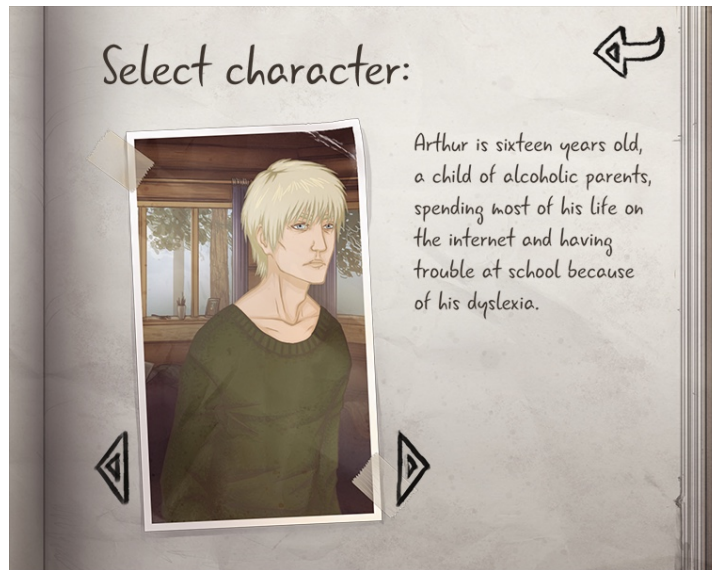 Select character:
Arthur is sixteen years old,
a child of alcoholic parents,
spending most of his life on
the internet and having
trouble at school because
of his dyslexia.